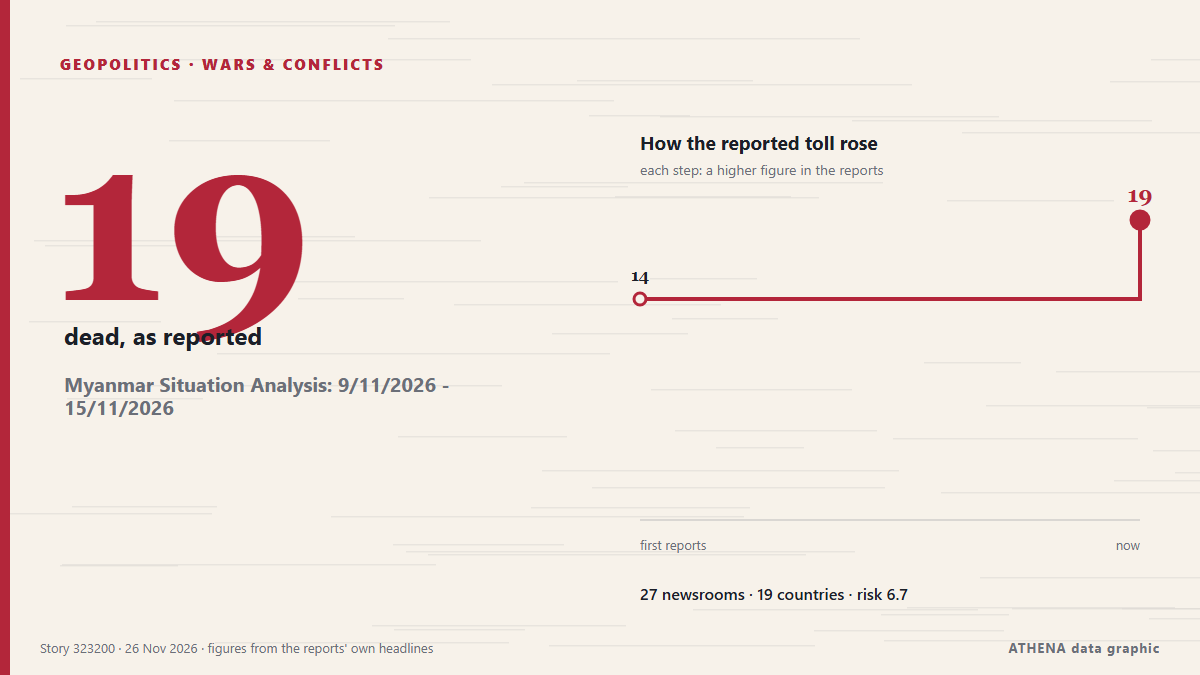 GEOPOLITICS · WARS & CONFLICTS
19
dead, as reported
Myanmar Situation Analysis: 9/11/2026 -
15/11/2026
How the reported toll rose
each step: a higher figure in the reports
19
14
first reports
now
27 newsrooms · 19 countries · risk 6.7
Story 323200 · 26 Nov 2026 · figures from the reports' own headlines
ATHENA data graphic